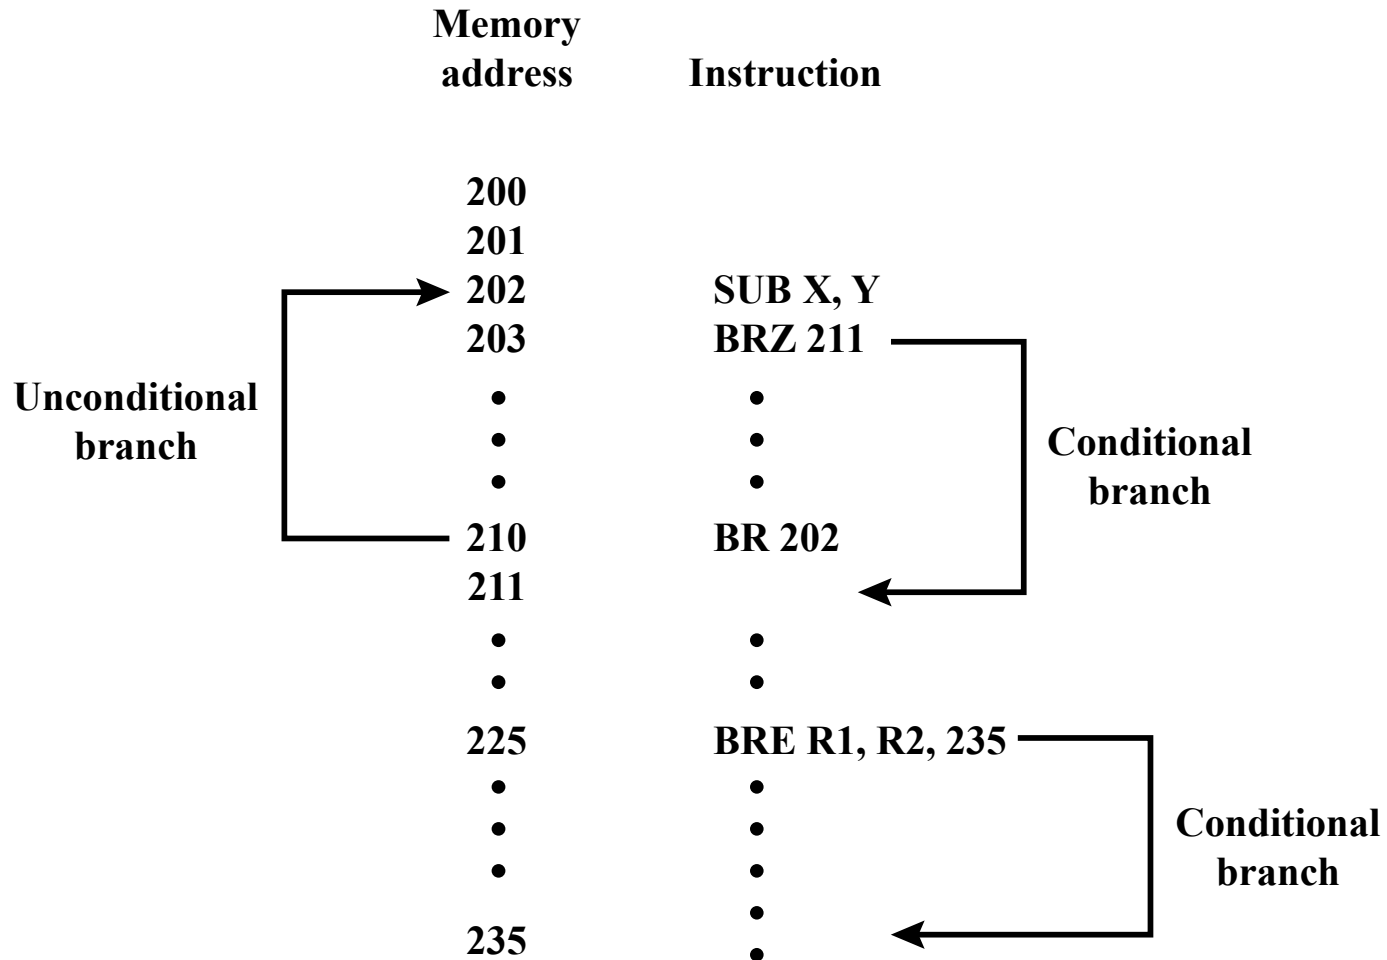 Memory
address Instruction
200
201
202 SUB X, Y
203 BRZ 211
Unconditional
branch
Conditional
branch
210 BR 202
211
225 BRE R1, R2, 235
Conditional
branch
235